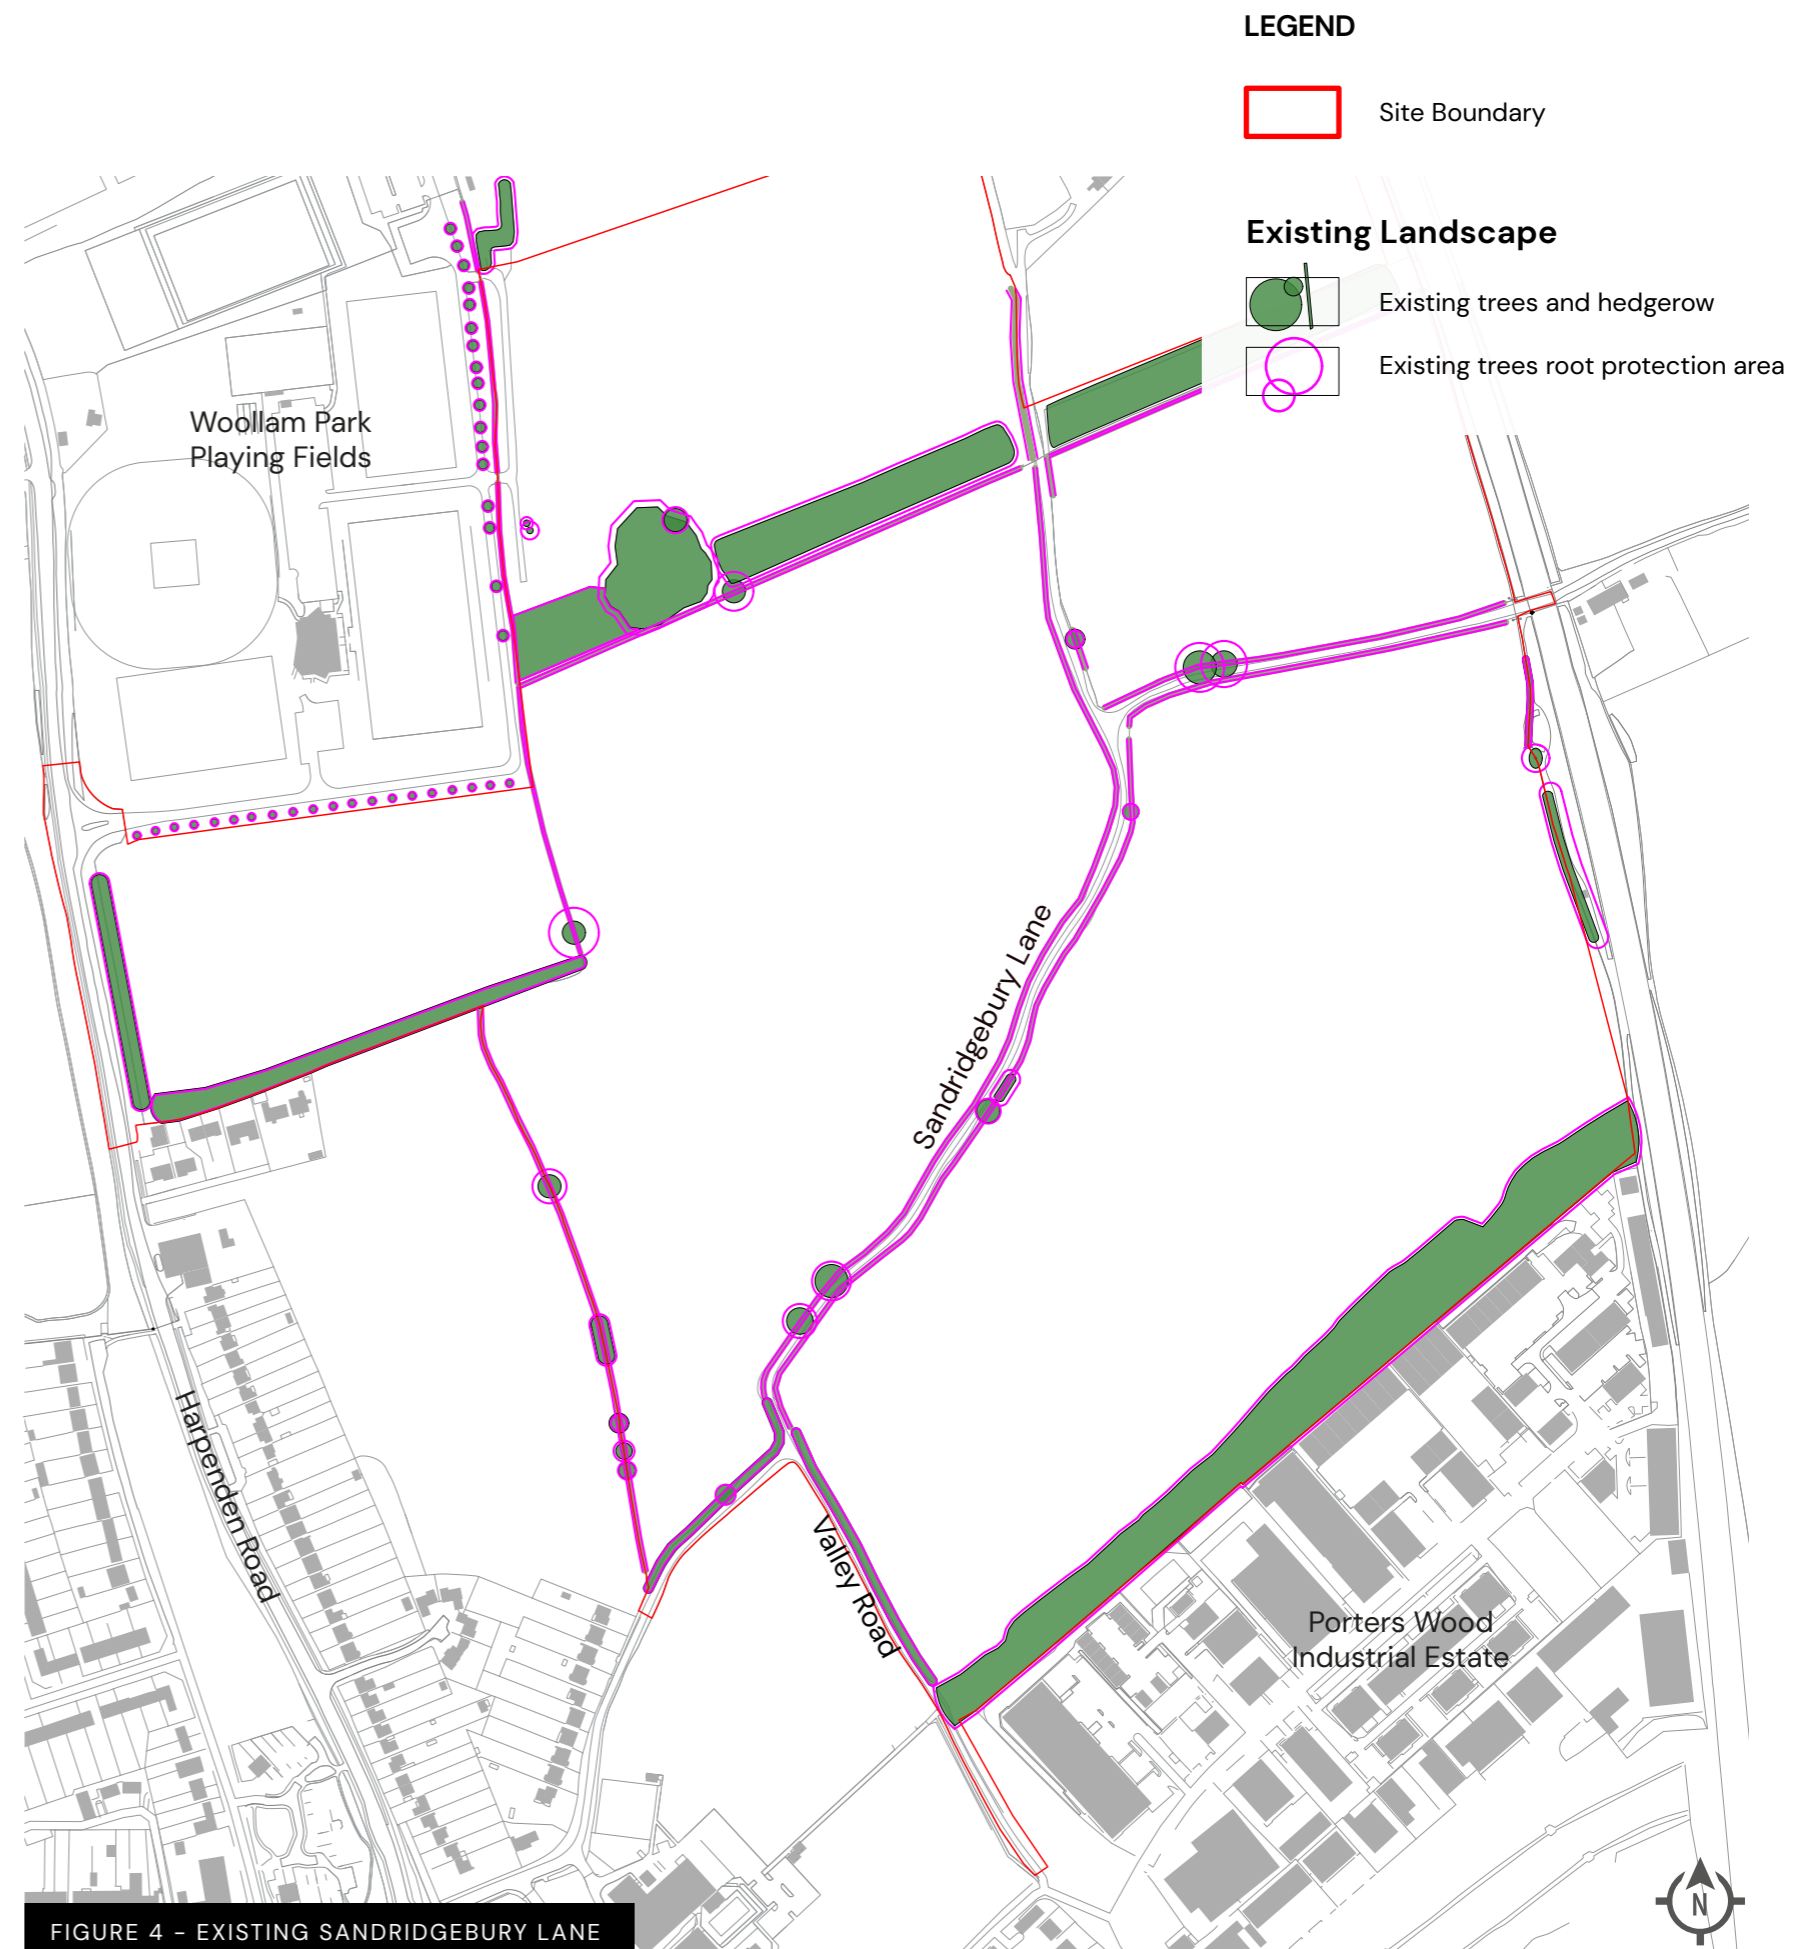 LEGEND
Site Boundary
Existing Landscape
Existing trees and hedgerow
Existing trees root protection area
Woollam Park
Playing Fields
Sandridgebury Lane
Harpenden Road
Valley Road
Porters Wood
Industrial Estate
N
FIGURE 4 - EXISTING SANDRIDGEBURY LANE